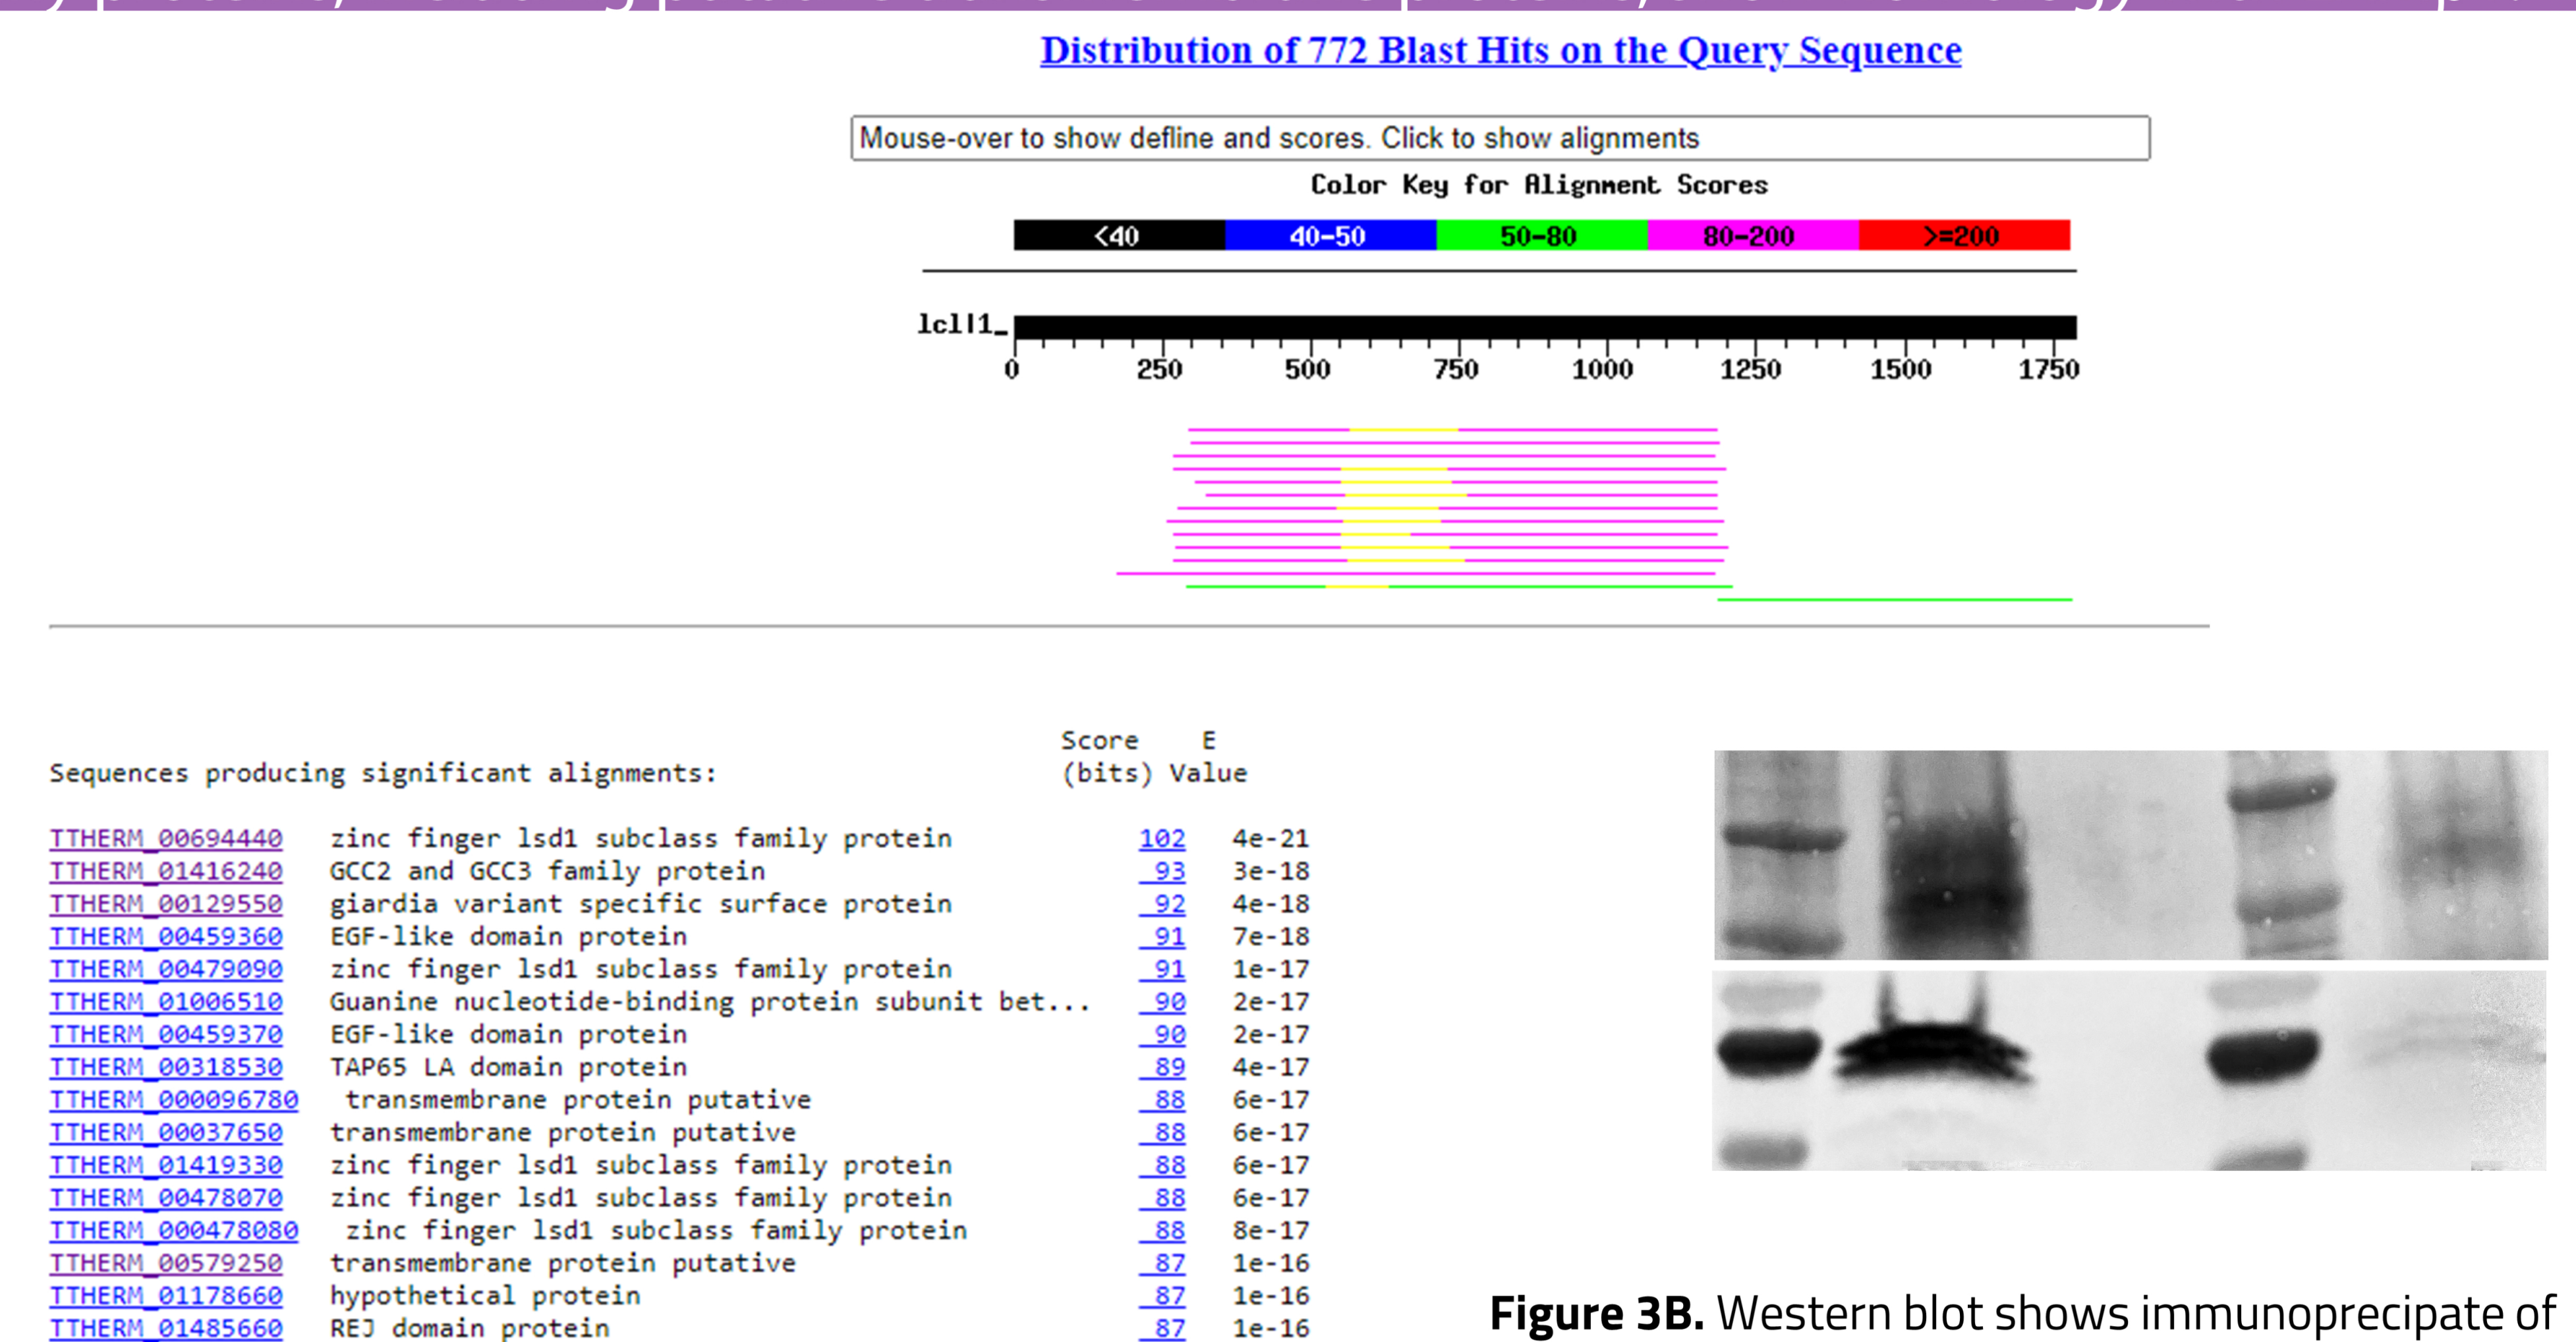 Distribution of 772 Blast Hits on the Query Sequence
Mouse-over to show defline and scores. Click to show alignments
Color Key for Alignment Scores
<40 40-50 50-80 80-200 >=200
lcl|1_
0 250 500 750 1000 1250 1500 1750
Score E
Sequences producing significant alignments: (bits) Value
TTHERM_00694440 zinc finger lsd1 subclass family protein 102 4e-21
TTHERM_01416240 GCC2 and GCC3 family protein 93 3e-18
TTHERM_00129550 giardia variant specific surface protein 92 4e-18
TTHERM_00459360 EGF-like domain protein 91 7e-18
TTHERM_00479090 zinc finger lsd1 subclass family protein 91 1e-17
TTHERM_01006510 Guanine nucleotide-binding protein subunit bet... 90 2e-17
TTHERM_00459370 EGF-like domain protein 90 2e-17
TTHERM_00318530 TAP65 LA domain protein 89 4e-17
TTHERM_000096780 transmembrane protein putative 88 6e-17
TTHERM_00037650 transmembrane protein putative 88 6e-17
TTHERM_01419330 zinc finger lsd1 subclass family protein 88 6e-17
TTHERM_00478070 zinc finger lsd1 subclass family protein 88 6e-17
TTHERM_000478080 zinc finger lsd1 subclass family protein 88 8e-17
TTHERM_00579250 transmembrane protein putative 87 1e-16
TTHERM_01178660 hypothetical protein 87 1e-16
TTHERM_01485660 REJ domain protein 87 1e-16
Figure 3B. Western blot shows immunoprecipate of